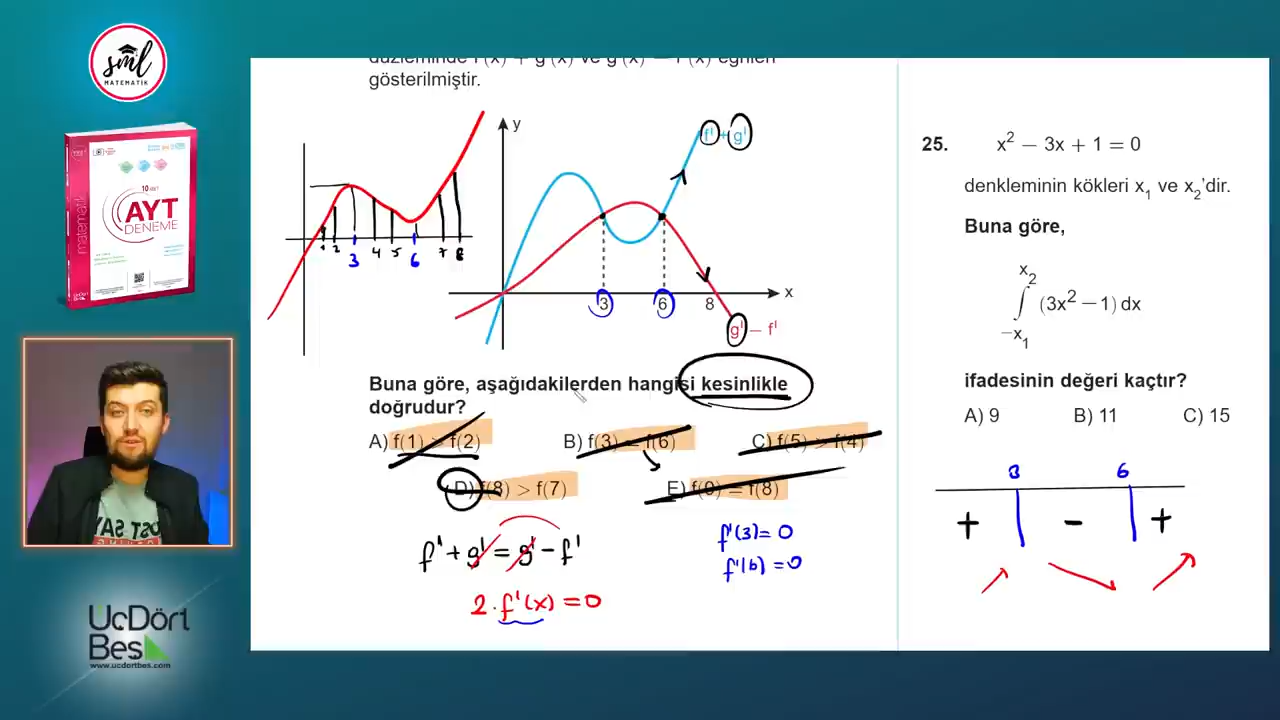 sml
MATEMATİK
matematik
AYT
DENEME
ÜçDört
Beş
www.ucdortbes.com
düzleminde f'(x) + g'(x) ve g'(x) − f'(x) eğrileri
gösterilmiştir.
1 2 3 4 5 6 7 8
y
f' + g'
x
3 6 8
g' − f'
Buna göre, aşağıdakilerden hangisi kesinlikle
doğrudur?
A) f(1) > f(2) B) f(3) = f(6) C) f(5) > f(4)
D) f(8) > f(7) E) f(0) = f(8)
f' + g' = g' − f'
2. f'(x) = 0
f'(3) = 0
f'(6) = 0
25. x² − 3x + 1 = 0
denkleminin kökleri x₁ ve x₂'dir.
Buna göre,
x₂
∫ (3x² − 1) dx
−x₁
ifadesinin değeri kaçtır?
A) 9 B) 11 C) 15
3 6
+ − +